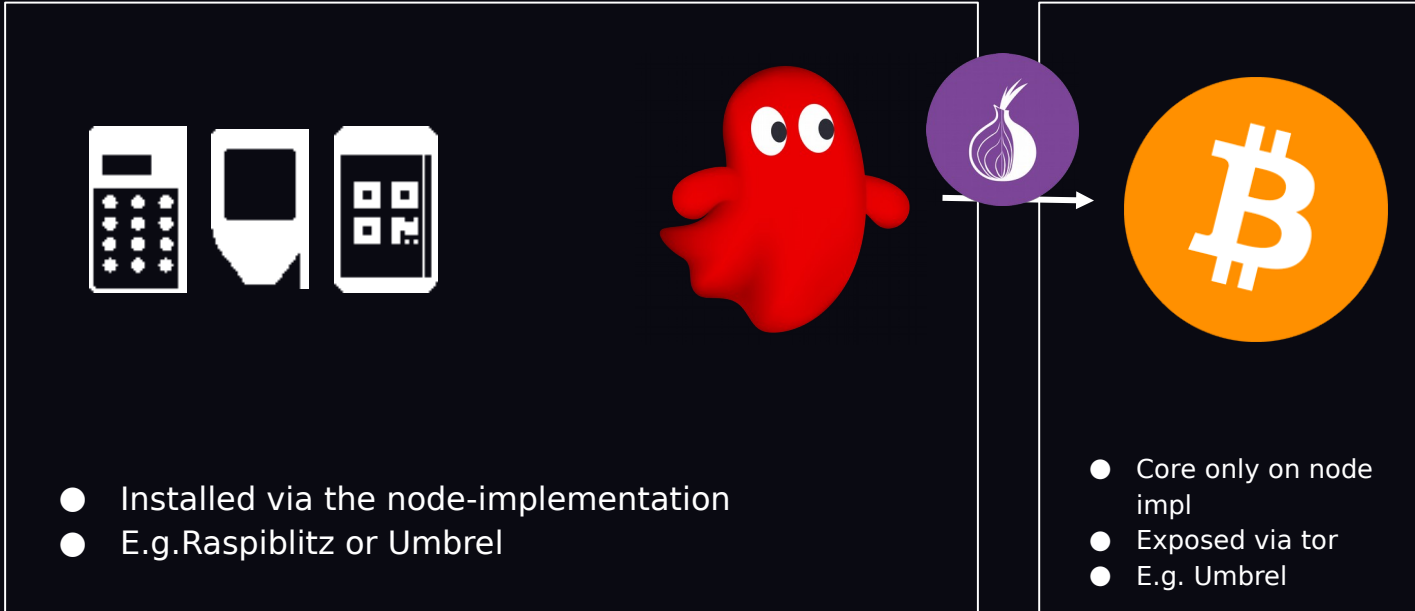 ● Installed via the node-implementation
● E.g.Raspiblitz or Umbrel
● Core only on node
impl
● Exposed via tor
● E.g. Umbrel